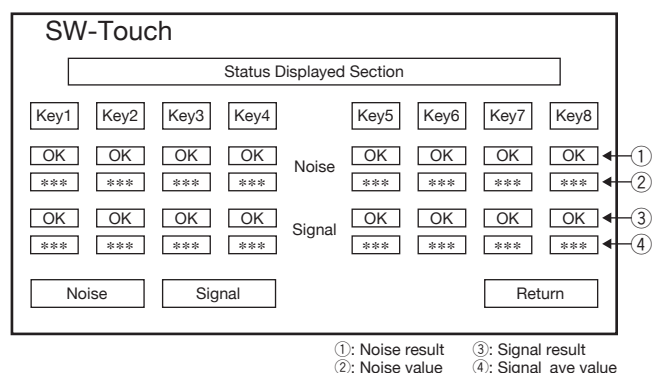 SW-Touch
Status Displayed Section
Key1 Key2 Key3 Key4 Key5 Key6 Key7 Key8
OK OK OK OK OK OK OK OK ①
Noise
*** *** *** *** *** *** *** *** ②
OK OK OK OK OK OK OK OK ③
Signal
*** *** *** *** *** *** *** *** ④
Noise Signal Return
①: Noise result ③: Signal result
②: Noise value ④: Signal ave value